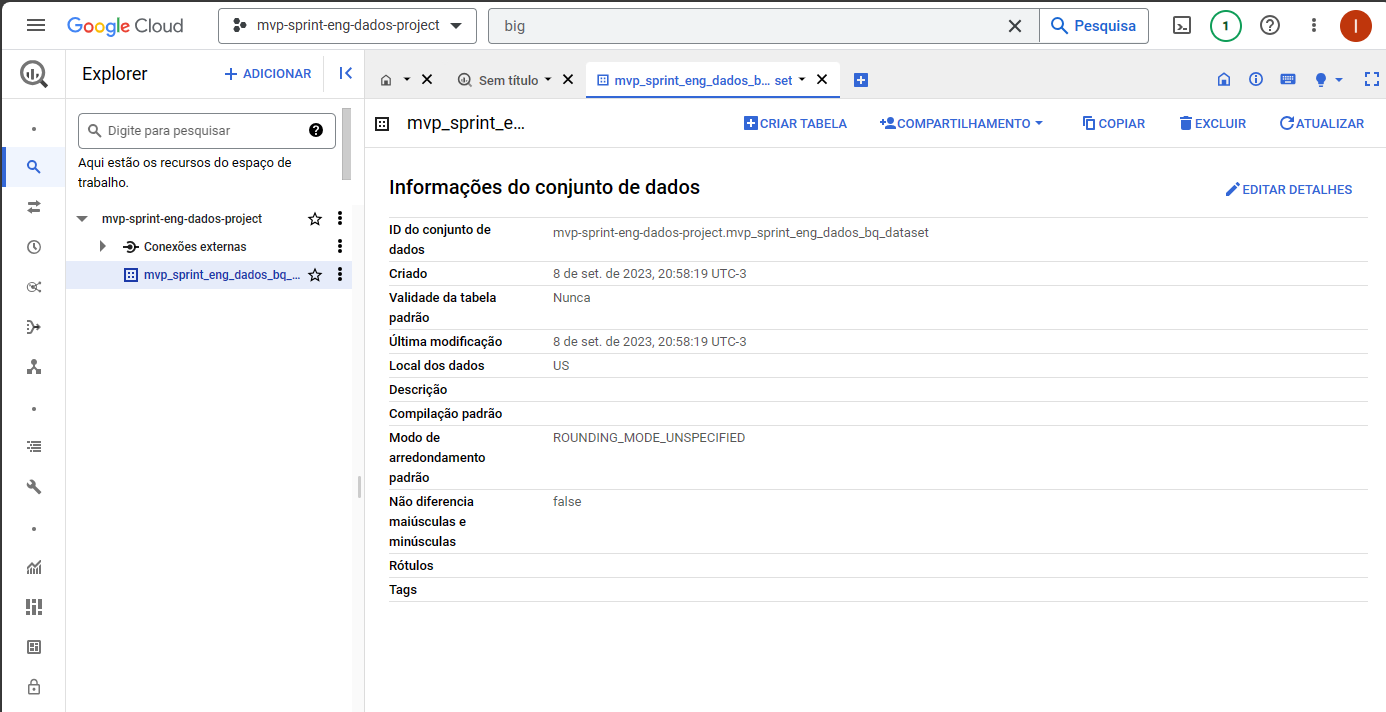 Google Cloud
mvp-sprint-eng-dados-project
big
Pesquisa
1
I
Explorer
ADICIONAR
Sem título
mvp_sprint_eng_dados_b... set
Digite para pesquisar
Aqui estão os recursos do espaço de
trabalho.
mvp-sprint-eng-dados-project
Conexões externas
mvp_sprint_eng_dados_bq_...
mvp_sprint_e...
CRIAR TABELA
COMPARTILHAMENTO
COPIAR
EXCLUIR
ATUALIZAR
Informações do conjunto de dados
EDITAR DETALHES
ID do conjunto de
dados
mvp-sprint-eng-dados-project.mvp_sprint_eng_dados_bq_dataset
Criado
8 de set. de 2023, 20:58:19 UTC-3
Validade da tabela
padrão
Nunca
Última modificação
8 de set. de 2023, 20:58:19 UTC-3
Local dos dados
US
Descrição
Compilação padrão
Modo de
arredondamento
padrão
ROUNDING_MODE_UNSPECIFIED
Não diferencia
maiúsculas e
minúsculas
false
Rótulos
Tags